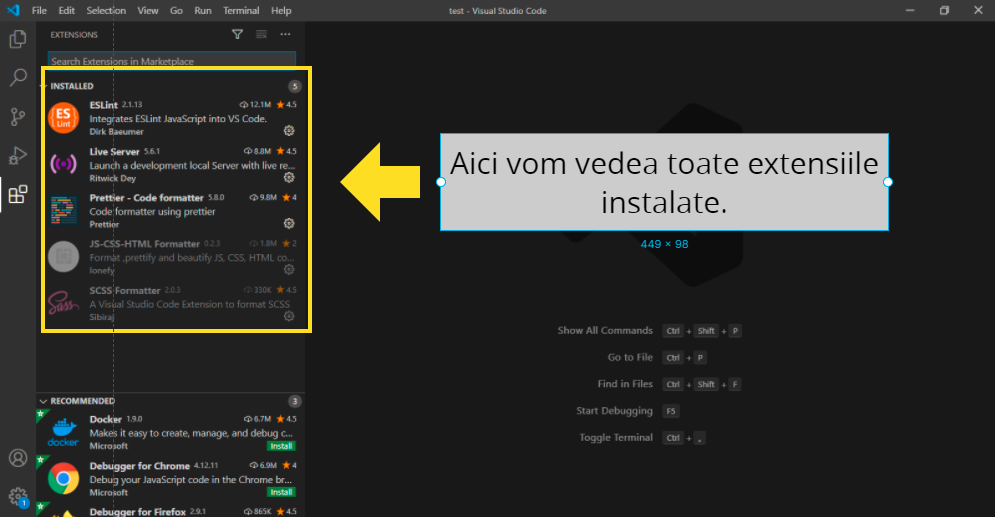 File Edit Selection View Go Run Terminal Help
test - Visual Studio Code
EXTENSIONS
Search Extensions in Marketplace
INSTALLED 5
ES
Lint
ESLint 2.1.13 12.1M 4.5
Integrates ESLint JavaScript into VS Code.
Dirk Baeumer
Live Server 5.6.1 8.8M 4.5
Launch a development local Server with live re...
Ritwick Dey
Prettier - Code formatter 5.8.0 9.8M 4
Code formatter using prettier
Prettier
JS-CSS-HTML Formatter 0.2.3 1.8M 2
Format ,prettify and beautify JS, CSS, HTML co...
lonefy
Sass
SCSS Formatter 2.0.3 330K 4.5
A Visual Studio Code Extension to format SCSS
Sibiraj
Aici vom vedea toate extensiile
instalate.
449 × 98
Show All Commands Ctrl + Shift + P
Go to File Ctrl + P
Find in Files Ctrl + Shift + F
Start Debugging F5
Toggle Terminal Ctrl + ,
RECOMMENDED 3
docker
Docker 1.9.0 6.7M 4.5
Makes it easy to create, manage, and debug c...
Microsoft Install
Debugger for Chrome 4.12.11 6.9M 4
Debug your JavaScript code in the Chrome br...
Microsoft Install
Debugger for Firefox 2.9.1 865K 4.5
1